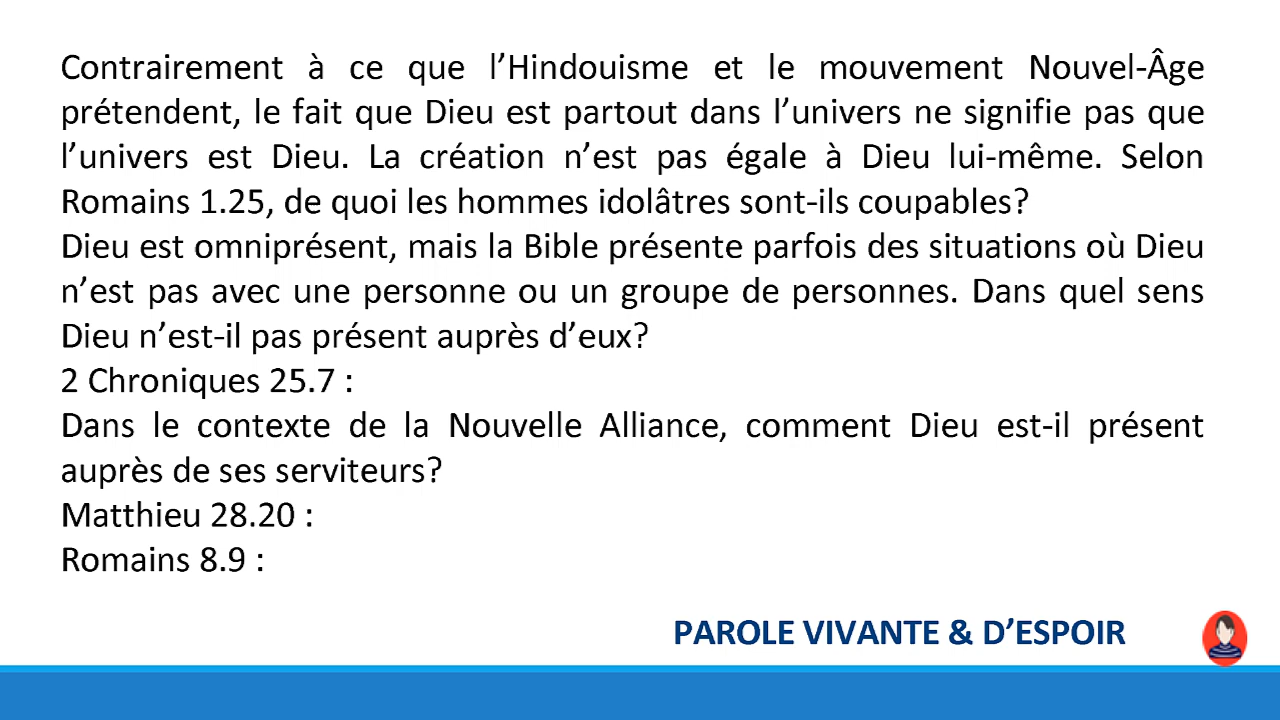 Contrairement à ce que l’Hindouisme et le mouvement Nouvel-Âge
prétendent, le fait que Dieu est partout dans l’univers ne signifie pas que
l’univers est Dieu. La création n’est pas égale à Dieu lui-même. Selon
Romains 1.25, de quoi les hommes idolâtres sont-ils coupables?
Dieu est omniprésent, mais la Bible présente parfois des situations où Dieu
n’est pas avec une personne ou un groupe de personnes. Dans quel sens
Dieu n’est-il pas présent auprès d’eux?
2 Chroniques 25.7 :
Dans le contexte de la Nouvelle Alliance, comment Dieu est-il présent
auprès de ses serviteurs?
Matthieu 28.20 :
Romains 8.9 :
PAROLE VIVANTE & D’ESPOIR